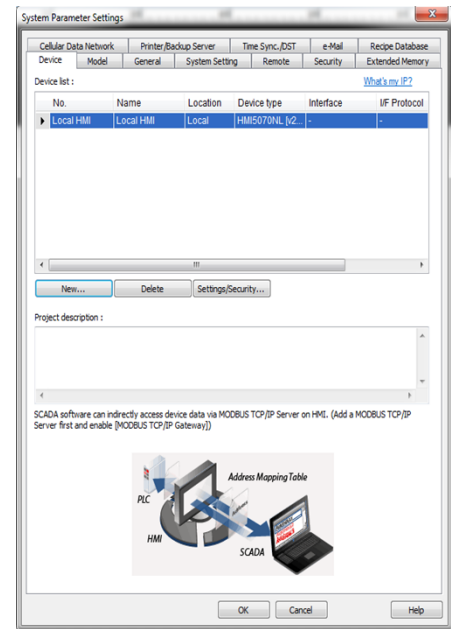 System Parameter Settings
Cellular Data Network Printer/Backup Server Time Sync./DST e-Mail Recipe Database
Device Model General System Setting Remote Security Extended Memory
Device list : What's my IP?
No. Name Location Device type Interface I/F Protocol
Local HMI Local HMI Local HMI5070NL [v2... - -
New... Delete Settings/Security...
Project description :
SCADA software can indirectly access device data via MODBUS TCP/IP Server on HMI. (Add a MODBUS TCP/IP
Server first and enable [MODBUS TCP/IP Gateway])
Address Mapping Table
PLC
HMI
SCADA
OK Cancel Help